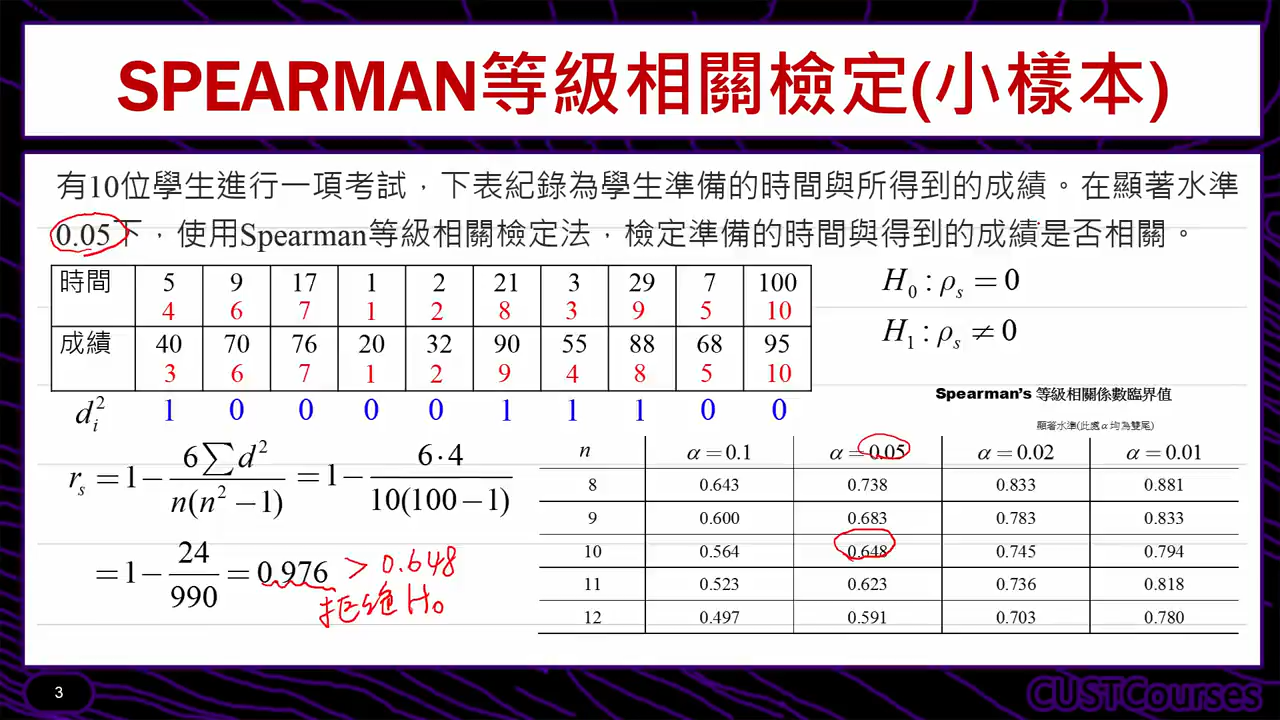 SPEARMAN等級相關檢定(小樣本)
有10位學生進行一項考試，下表紀錄為學生準備的時間與所得到的成績。在顯著水準
0.05下，使用Spearman等級相關檢定法，檢定準備的時間與得到的成績是否相關。
時間 5 9 17 1 2 21 3 29 7 100
4 6 7 1 2 8 3 9 5 10
成績 40 70 76 20 32 90 55 88 68 95
3 6 7 1 2 9 4 8 5 10
d_i^2 1 0 0 0 0 1 1 1 0 0
H_0 : ρ_s = 0
H_1 : ρ_s ≠ 0
r_s = 1 − 6∑d^2 / n(n^2 − 1) = 1 − 6·4 / 10(100 − 1)
= 1 − 24 / 990 = 0.976 > 0.648
拒絕 H_0
Spearman's 等級相關係數臨界值
顯著水準(此處α均為雙尾)
n α = 0.1 α = 0.05 α = 0.02 α = 0.01
8 0.643 0.738 0.833 0.881
9 0.600 0.683 0.783 0.833
10 0.564 0.648 0.745 0.794
11 0.523 0.623 0.736 0.818
12 0.497 0.591 0.703 0.780
3
CUSTCourses